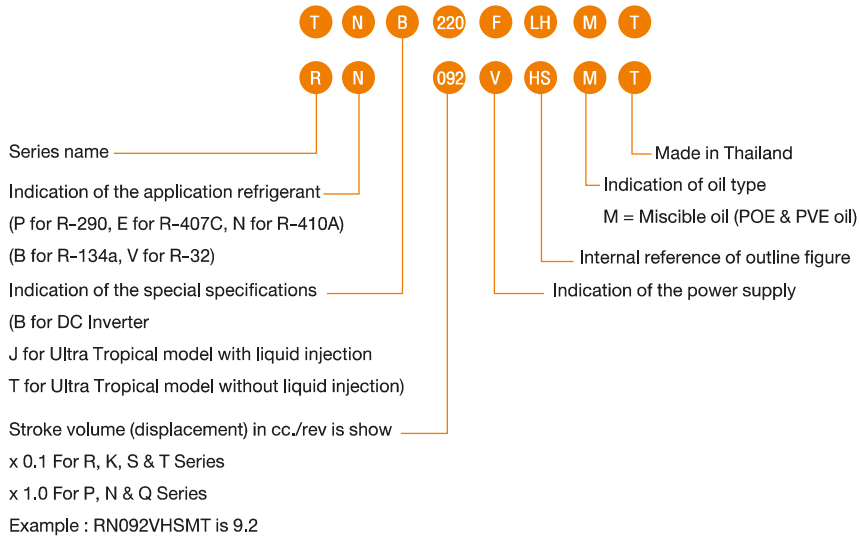 T N B 220 F LH M T
R N 092 V HS M T
Series name
Indication of the application refrigerant
(P for R-290, E for R-407C, N for R-410A)
(B for R-134a, V for R-32)
Indication of the special specifications
(B for DC Inverter
J for Ultra Tropical model with liquid injection
T for Ultra Tropical model without liquid injection)
Stroke volume (displacement) in cc./rev is show
x 0.1 For R, K, S & T Series
x 1.0 For P, N & Q Series
Example : RN092VHSMT is 9.2
Made in Thailand
Indication of oil type
M = Miscible oil (POE & PVE oil)
Internal reference of outline figure
Indication of the power supply